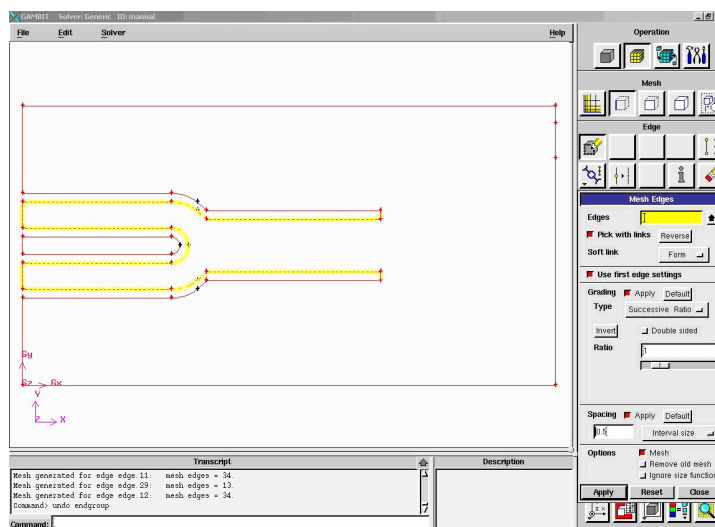 GAMBIT Solver: Generic ID: manual
File Edit Solver Help
Operation
Mesh
Edge
Mesh Edges
Edges
Pick with links Reverse
Soft link Form
Use first edge settings
Grading Apply Default
Type Successive Ratio
Invert Double sided
Ratio 1
Spacing Apply Default
0.5 Interval size
Options Mesh
Remove old mesh
Ignore size function
Apply Reset Close
Gy
Gz Gx
Y
Z X
Transcript
Mesh generated for edge edge.11: mesh edges = 34.
Mesh generated for edge edge.29: mesh edges = 13.
Mesh generated for edge edge.12: mesh edges = 34.
Command> undo endgroup
Command:
Description